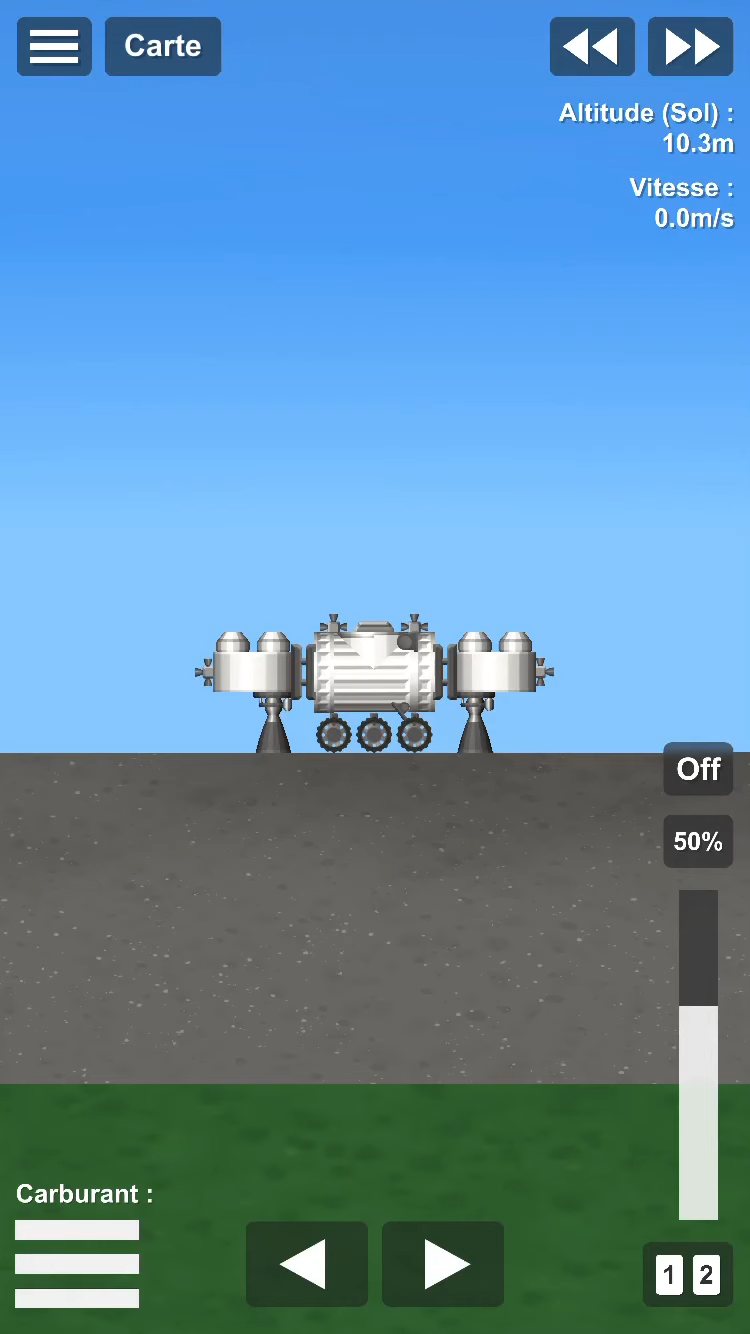 Carte
Altitude (Sol) :
10.3m
Vitesse :
0.0m/s
Off
50%
Carburant :
1 2